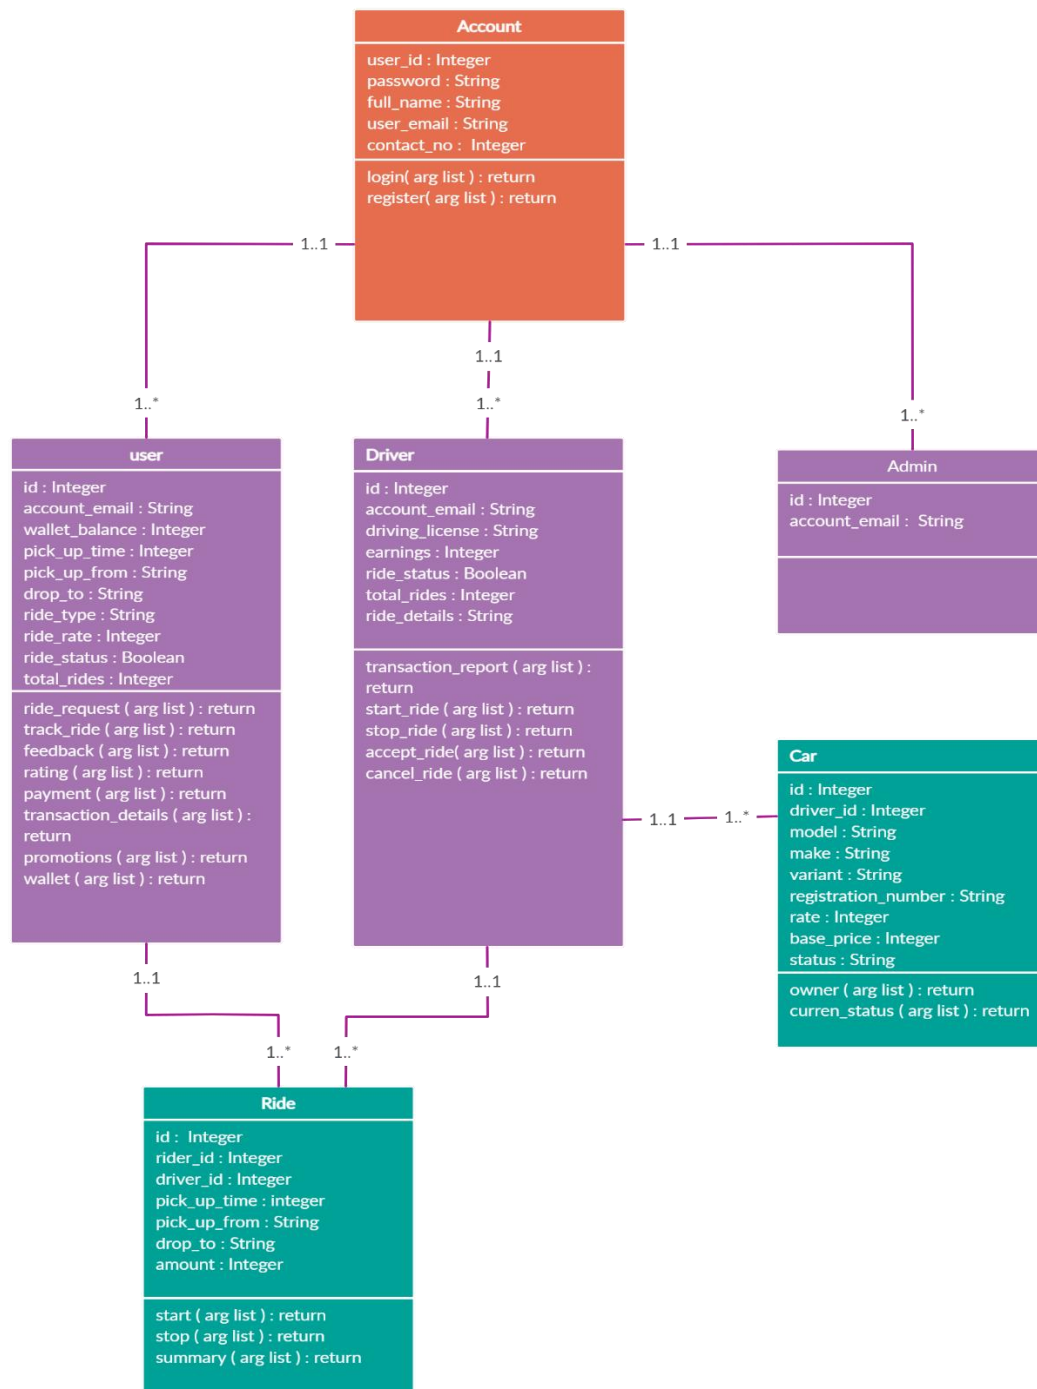 Account
user_id : Integer
password : String
full_name : String
user_email : String
contact_no :  Integer
login( arg list ) : return
register( arg list ) : return
1..1
1..1
1..1
1..*
1..*
1..*
user
id : Integer
account_email : String
wallet_balance : Integer
pick_up_time : Integer
pick_up_from : String
drop_to : String
ride_type : String
ride_rate : Integer
ride_status : Boolean
total_rides : Integer
ride_request ( arg list ) : return
track_ride ( arg list ) : return
feedback ( arg list ) : return
rating ( arg list ) : return
payment ( arg list ) : return
transaction_details ( arg list ) :
return
promotions ( arg list ) : return
wallet ( arg list ) : return
Driver
id : Integer
account_email : String
driving_license : String
earnings : Integer
ride_status : Boolean
total_rides : Integer
ride_details : String
transaction_report ( arg list ) :
return
start_ride ( arg list ) : return
stop_ride ( arg list ) : return
accept_ride( arg list ) : return
cancel_ride ( arg list ) : return
Admin
id : Integer
account_email :  String
1..1
1..*
Car
id : Integer
driver_id : Integer
model : String
make : String
variant : String
registration_number : String
rate : Integer
base_price : Integer
status : String
owner ( arg list ) : return
curren_status ( arg list ) : return
1..1
1..1
1..*
1..*
Ride
id :  Integer
rider_id : Integer
driver_id : Integer
pick_up_time : integer
pick_up_from : String
drop_to : String
amount : Integer
start ( arg list ) : return
stop ( arg list ) : return
summary ( arg list ) : return